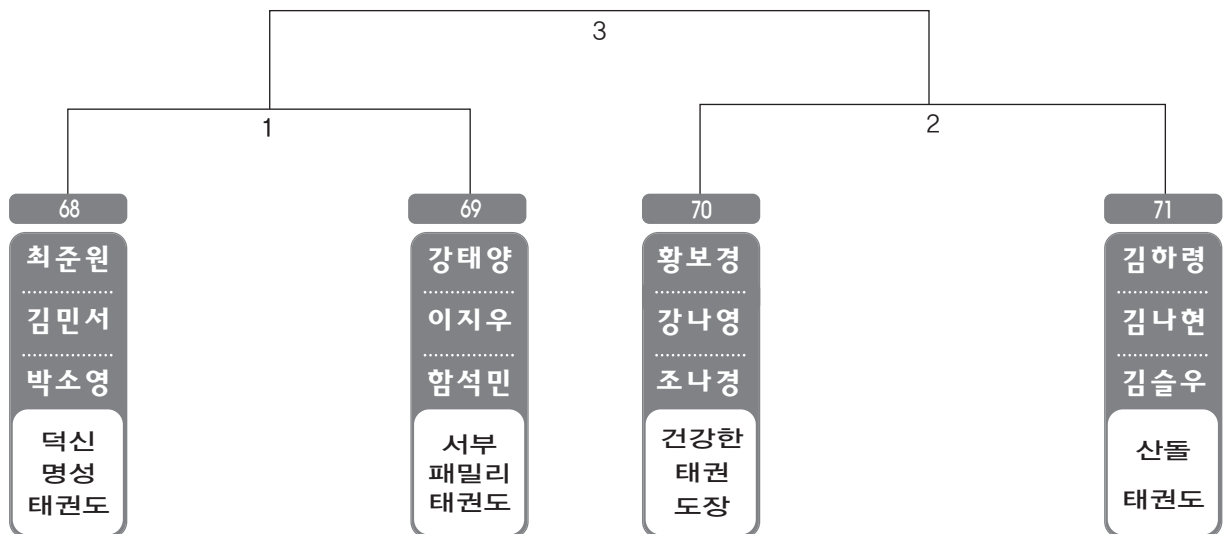 3
1
2
68
최준원
김민서
박소영
덕신
명성
태권도
69
강태양
이지우
함석민
서부
패밀리
태권도
70
황보경
강나영
조나경
건강한
태권
도장
71
김하령
김나현
김슬우
산돌
태권도